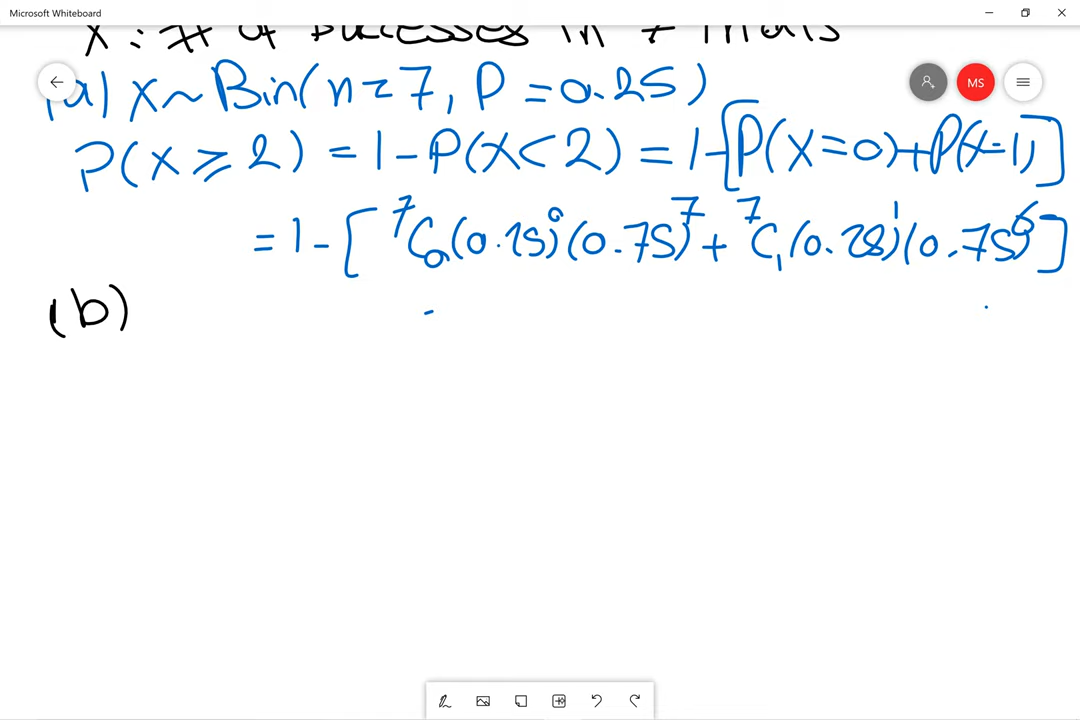 Microsoft Whiteboard
X : # of successes in 7 trials
(a) X ~ Bin(n = 7, P = 0.25)
MS
P(X ≥ 2) = 1 - P(X < 2) = 1 - [P(X = 0) + P(X = 1)]
= 1 - [ ⁷C₀ (0.25)⁰ (0.75)⁷ + ⁷C₁ (0.25)¹ (0.75)⁶ ]
(b)